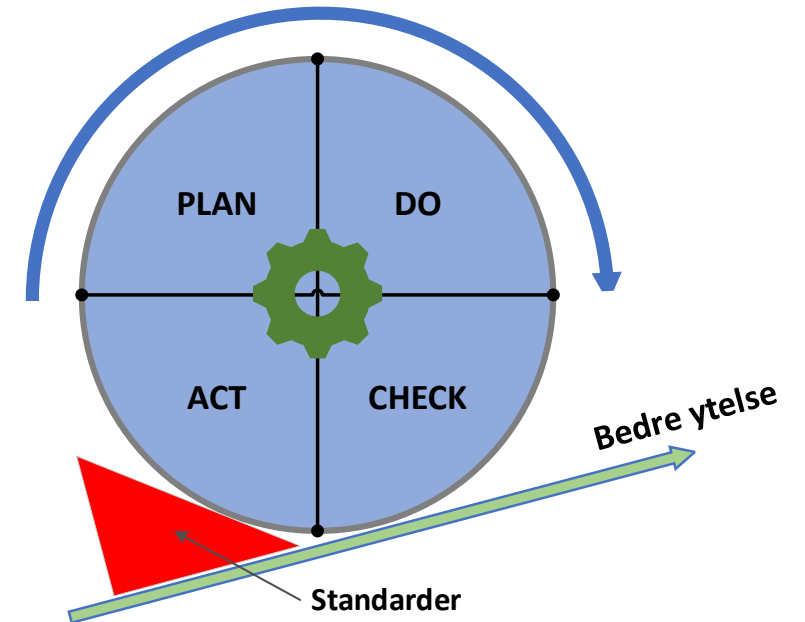 PLAN
DO
ACT
CHECK
Bedre ytelse
Standarder